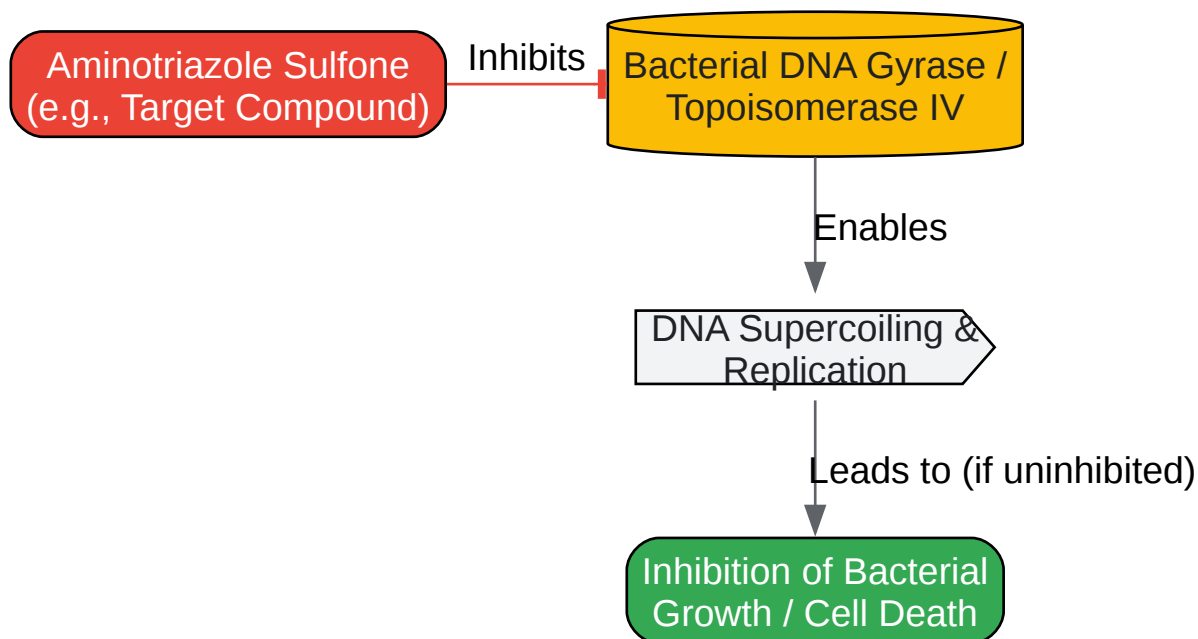 Aminotriazole Sulfone
(e.g., Target Compound)
Inhibits
Bacterial DNA Gyrase /
Topoisomerase IV
Enables
DNA Supercoiling &
Replication
Leads to (if uninhibited)
Inhibition of Bacterial
Growth / Cell Death